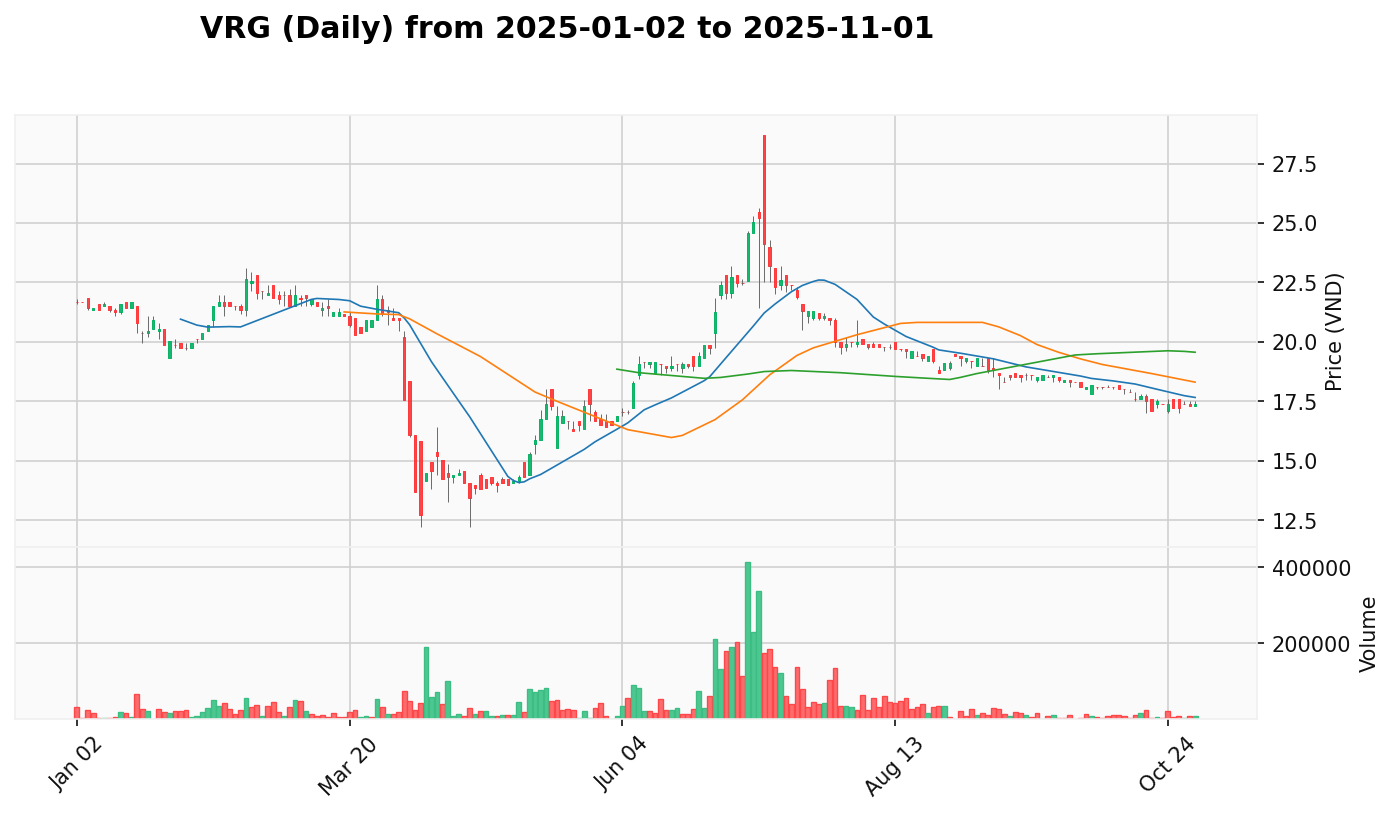 VRG (Daily) from 2025-01-02 to 2025-11-01
27.5
25.0
22.5
20.0
17.5
15.0
12.5
Price (VND)
400000
200000
Volume
Jan 02
Mar 20
Jun 04
Aug 13
Oct 24